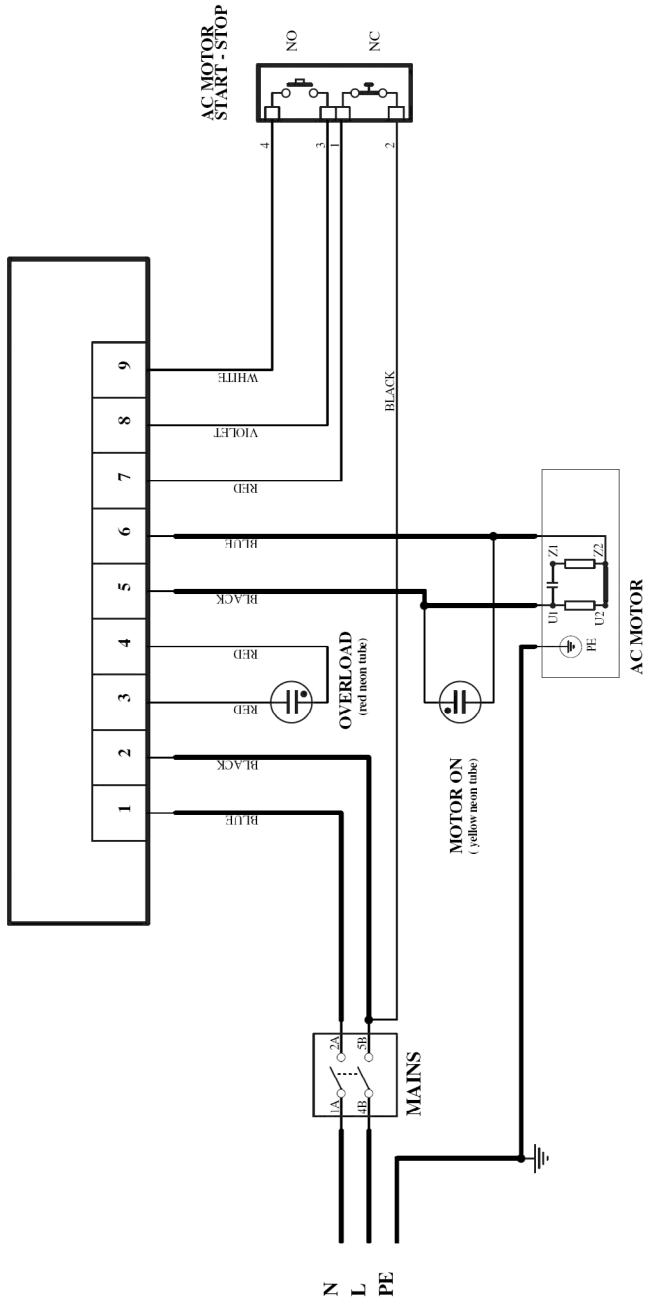 AC MOTOR
START - STOP
NO
NC
4
3
1
2
9
8
7
6
5
4
3
2
1
WHITE
VIOLET
RED
BLUE
BLACK
RED
RED
BLACK
BLUE
BLACK
OVERLOAD
(red neon tube)
MOTOR ON
( yellow neon tube)
U1
Z1
U2
Z2
PE
AC MOTOR
1A
2A
4B
5B
MAINS
N
L
PE